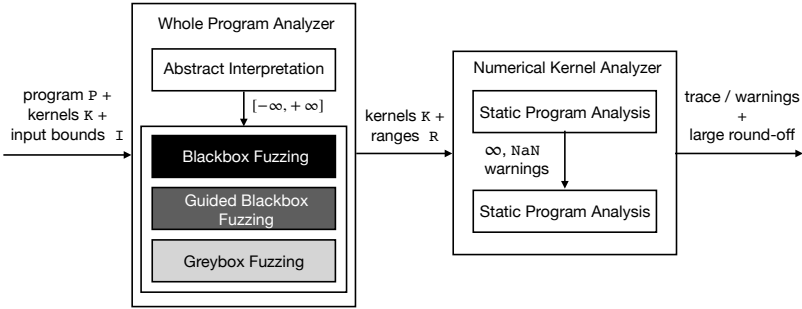 program P +
kernels K +
input bounds I
Whole Program Analyzer
Abstract Interpretation
[−∞, +∞]
Blackbox Fuzzing
Guided Blackbox
Fuzzing
Greybox Fuzzing
kernels K +
ranges R
Numerical Kernel Analyzer
Static Program Analysis
∞, NaN
warnings
Static Program Analysis
trace / warnings
+
large round-off